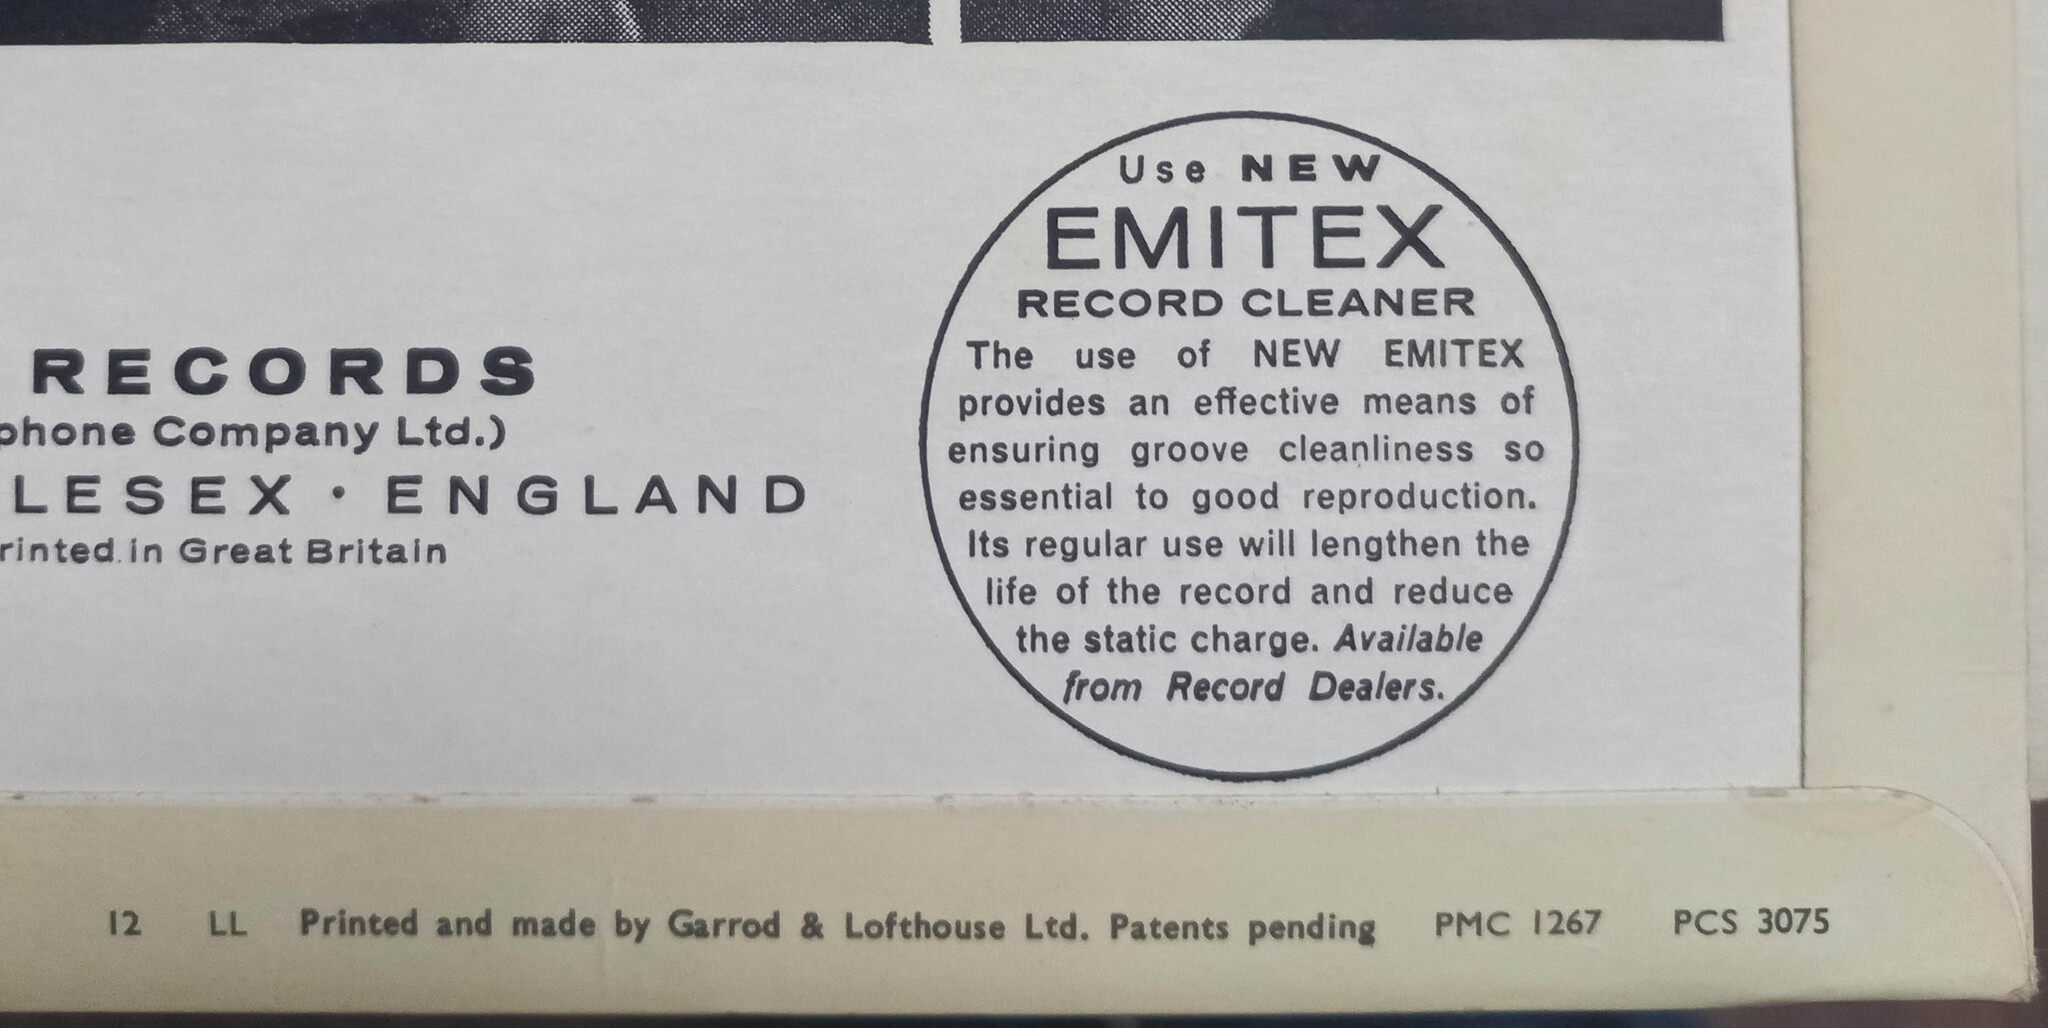 RECORDS
phone Company Ltd.)
LESEX · ENGLAND
rinted in Great Britain
Use NEW
EMITEX
RECORD CLEANER
The use of NEW EMITEX
provides an effective means of
ensuring groove cleanliness so
essential to good reproduction.
Its regular use will lengthen the
life of the record and reduce
the static charge. Available
from Record Dealers.
12 LL Printed and made by Garrod & Lofthouse Ltd. Patents pending PMC 1267 PCS 3075